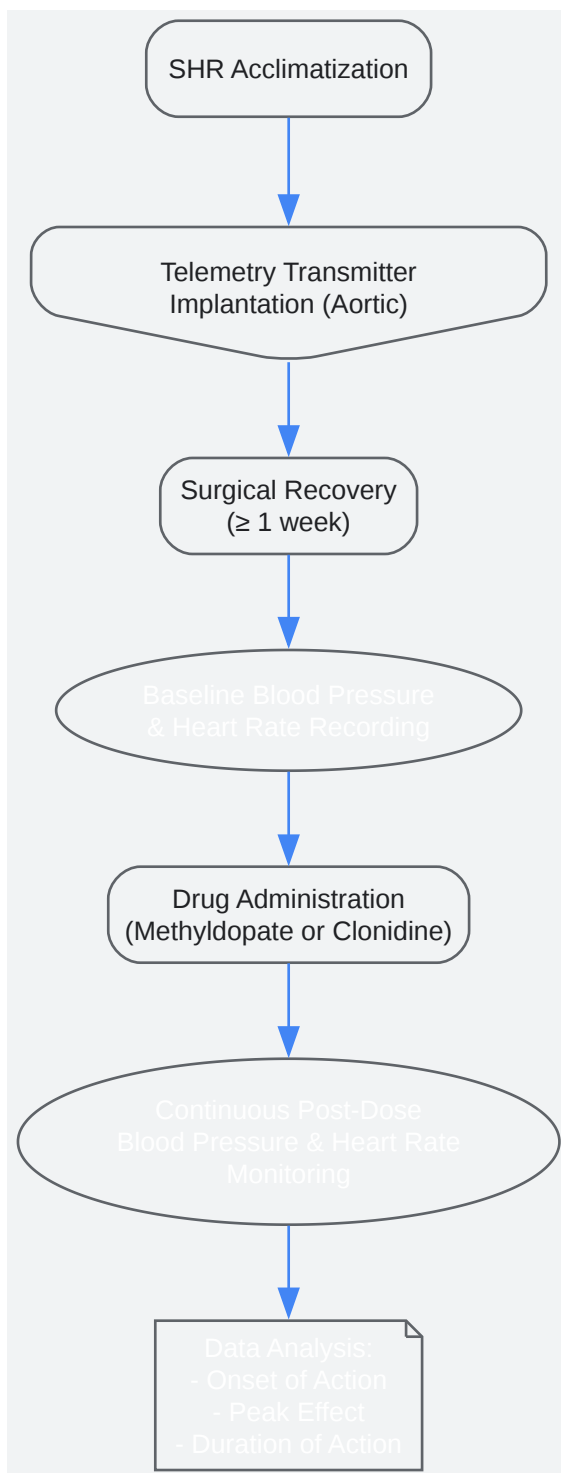 SHR Acclimatization
Telemetry Transmitter
Implantation (Aortic)
Surgical Recovery
(≥ 1 week)
Baseline Blood Pressure
& Heart Rate Recording
Drug Administration
(Methyldopate or Clonidine)
Continuous Post-Dose
Blood Pressure & Heart Rate
Monitoring
Data Analysis:
- Onset of Action
- Peak Effect
- Duration of Action